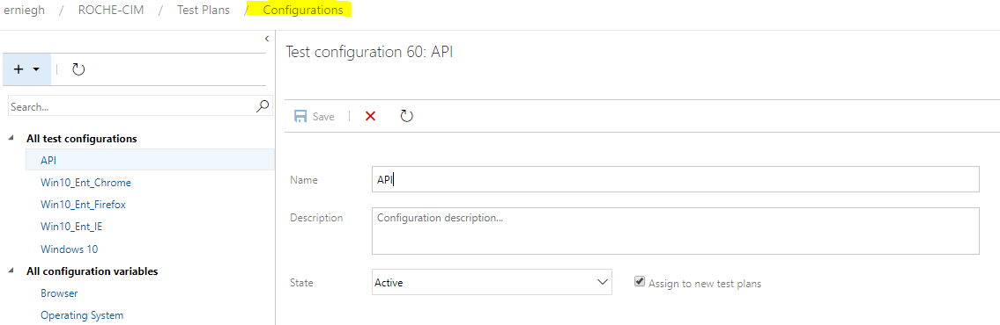 erniegh / ROCHE-CIM / Test Plans / Configurations
Test configuration 60: API
Search...
Save
All test configurations
API
Win10_Ent_Chrome
Win10_Ent_Firefox
Win10_Ent_IE
Windows 10
All configuration variables
Browser
Operating System
Name API
Description Configuration description...
State Active Assign to new test plans